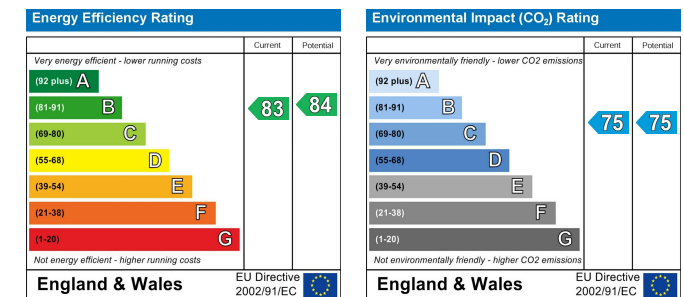 Energy Efficiency Rating
Current Potential
Very energy efficient - lower running costs
(92 plus) A
(81-91) B
83 84
(69-80) C
(55-68) D
(39-54) E
(21-38) F
(1-20) G
Not energy efficient - higher running costs
England & Wales
EU Directive
2002/91/EC
Environmental Impact (CO₂) Rating
Current Potential
Very environmentally friendly - lower CO2 emissions
(92 plus) A
(81-91) B
(69-80) C
75 75
(55-68) D
(39-54) E
(21-38) F
(1-20) G
Not environmentally friendly - higher CO2 emissions
England & Wales
EU Directive
2002/91/EC